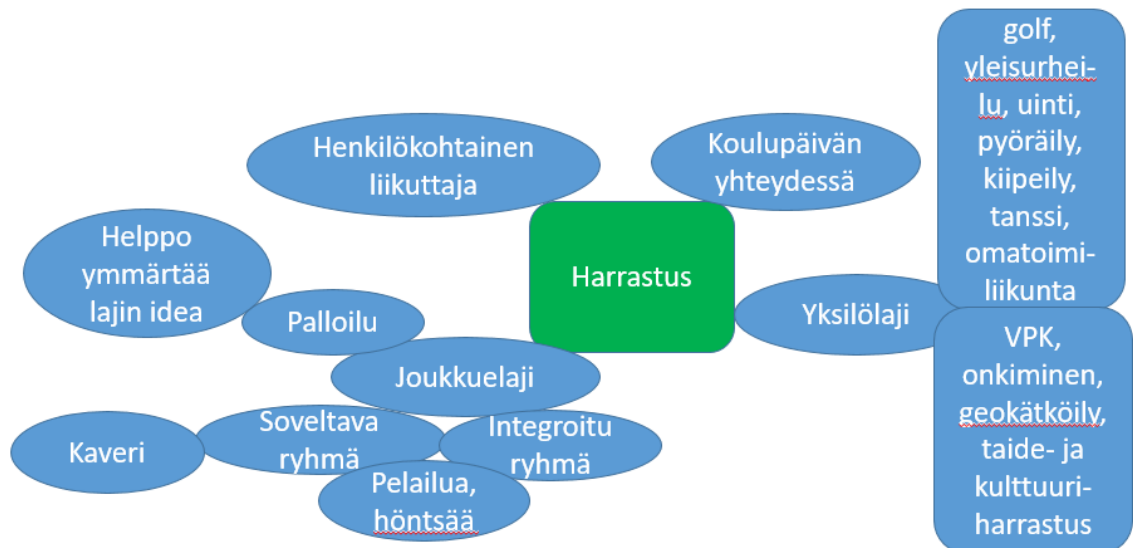 Henkilökohtainen
liikuttaja
Koulupäivän
yhteydessä
golf,
yleisurhei-
lu, uinti,
pyöräily,
kiipeily,
tanssi,
omatoimi-
liikunta
Helppo
ymmärtää
lajin idea
Harrastus
Palloilu
Yksilölaji
Joukkuelaji
VPK,
onkiminen,
geokätköily,
taide- ja
kulttuuri-
harrastus
Kaveri
Soveltava
ryhmä
Integroitu
ryhmä
Pelailua,
höntsää